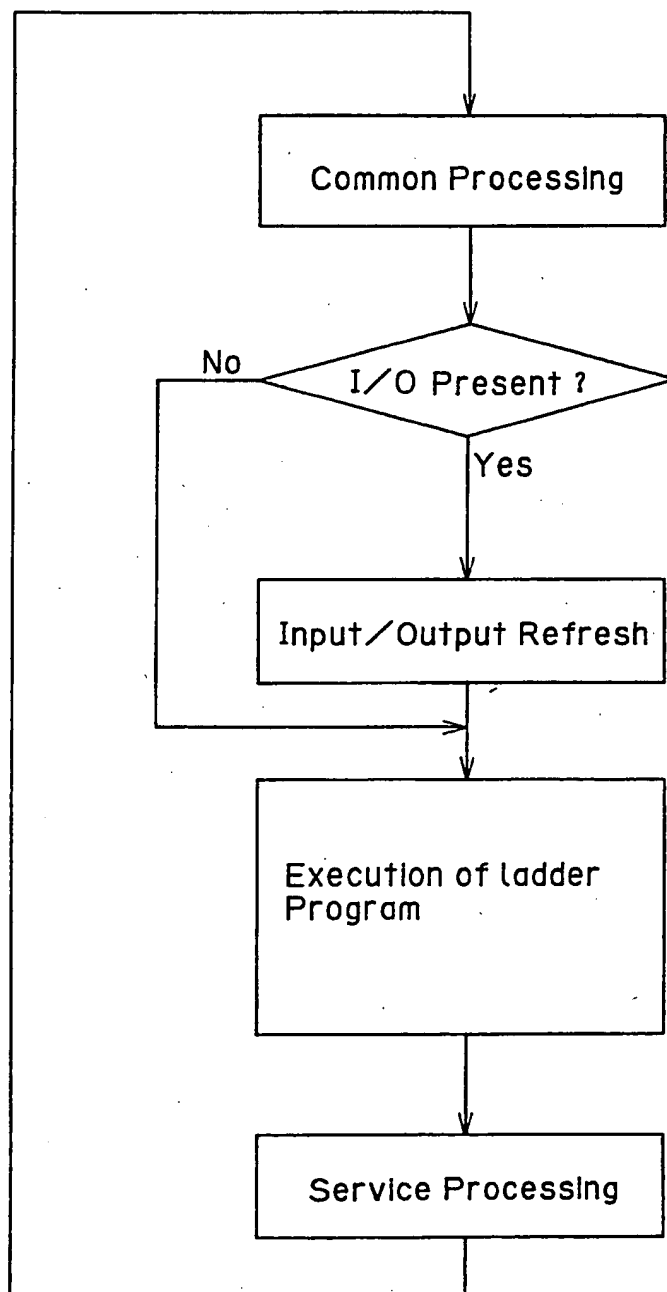 Common Processing
No
I/O Present ?
Yes
Input/Output Refresh
Execution of ladder
Program
Service Processing